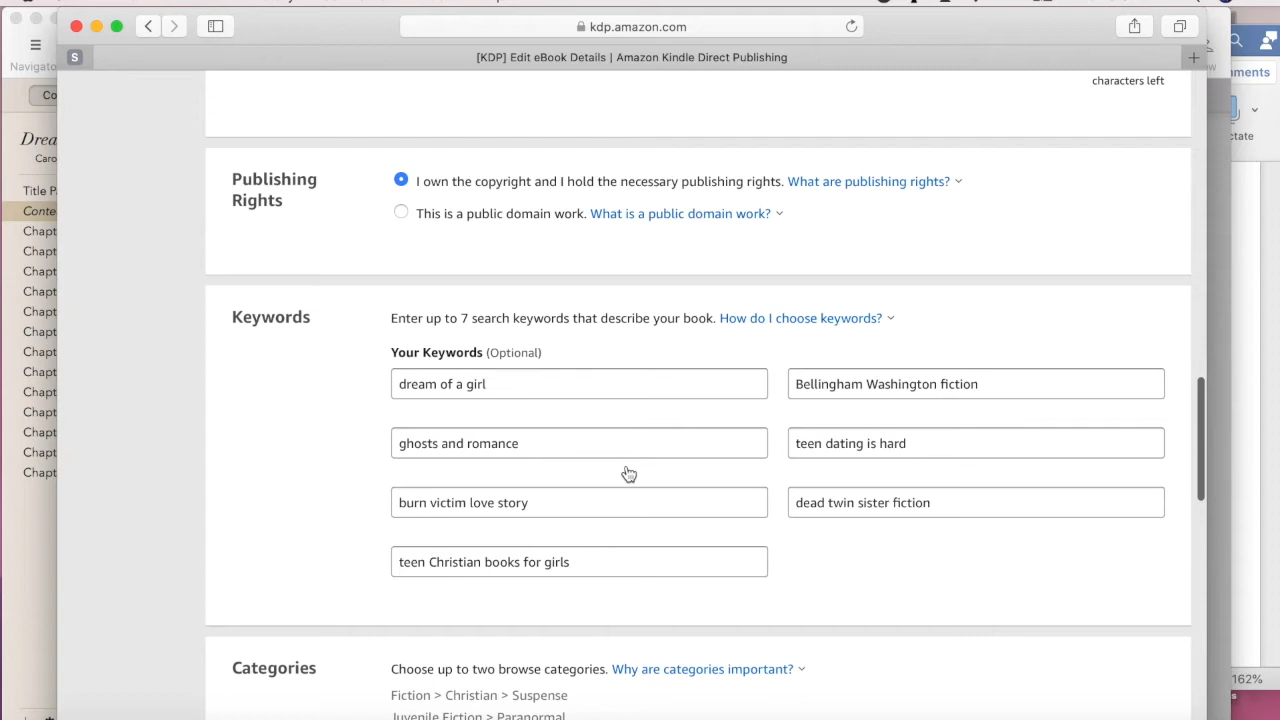 kdp.amazon.com
Navigato
S
[KDP] Edit eBook Details | Amazon Kindle Direct Publishing
ments
Co
characters left
tate
Drea
Caro
Title P
Conte
Chapt
Chapt
Chapt
Chapt
Chapt
Chapt
Chapt
Chapt
Chapt
Chapt
Chapt
Chapt
Chapt
Publishing
Rights
I own the copyright and I hold the necessary publishing rights. What are publishing rights?
This is a public domain work. What is a public domain work?
Keywords
Enter up to 7 search keywords that describe your book. How do I choose keywords?
Your Keywords (Optional)
dream of a girl
Bellingham Washington fiction
ghosts and romance
teen dating is hard
burn victim love story
dead twin sister fiction
teen Christian books for girls
Categories
Choose up to two browse categories. Why are categories important?
Fiction > Christian > Suspense
Juvenile Fiction > Paranormal
162%